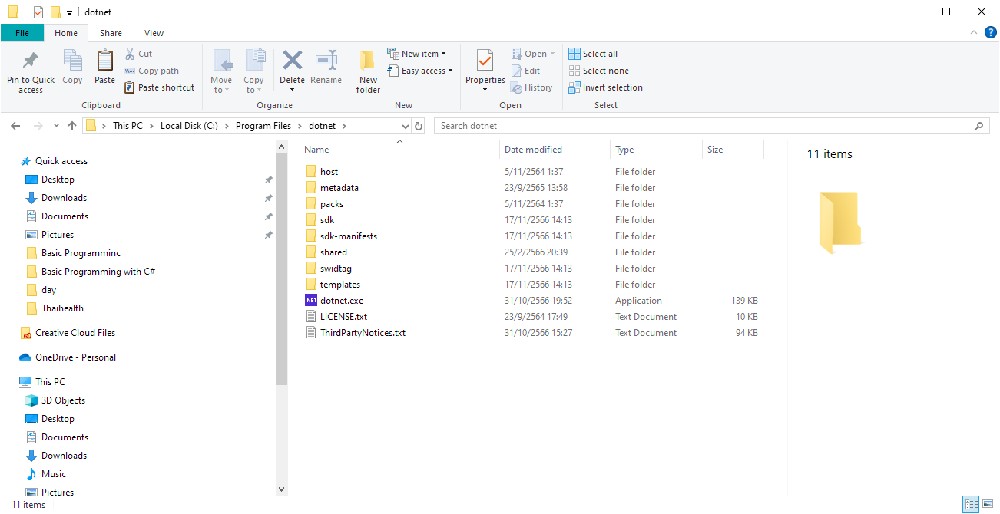 dotnet
File Home Share View
Pin to Quick access
Copy
Paste
Cut
Copy path
Paste shortcut
Clipboard
Move to
Copy to
Delete
Rename
Organize
New folder
New item
Easy access
New
Properties
Open
Edit
History
Open
Select all
Select none
Invert selection
Select
This PC > Local Disk (C:) > Program Files > dotnet >
Search dotnet
Quick access
Desktop
Downloads
Documents
Pictures
Basic Programminc
Basic Programming with C#
day
Thaihealth
Creative Cloud Files
OneDrive - Personal
This PC
3D Objects
Desktop
Documents
Downloads
Music
Pictures
Name Date modified Type Size
host 5/11/2564 1:37 File folder
metadata 23/9/2565 13:58 File folder
packs 5/11/2564 1:37 File folder
sdk 17/11/2566 14:13 File folder
sdk-manifests 17/11/2566 14:13 File folder
shared 25/2/2566 20:39 File folder
swidtag 17/11/2566 14:13 File folder
templates 17/11/2566 14:13 File folder
.NET dotnet.exe 31/10/2566 19:52 Application 139 KB
LICENSE.txt 23/9/2564 17:49 Text Document 10 KB
ThirdPartyNotices.txt 31/10/2566 15:27 Text Document 94 KB
11 items
11 items